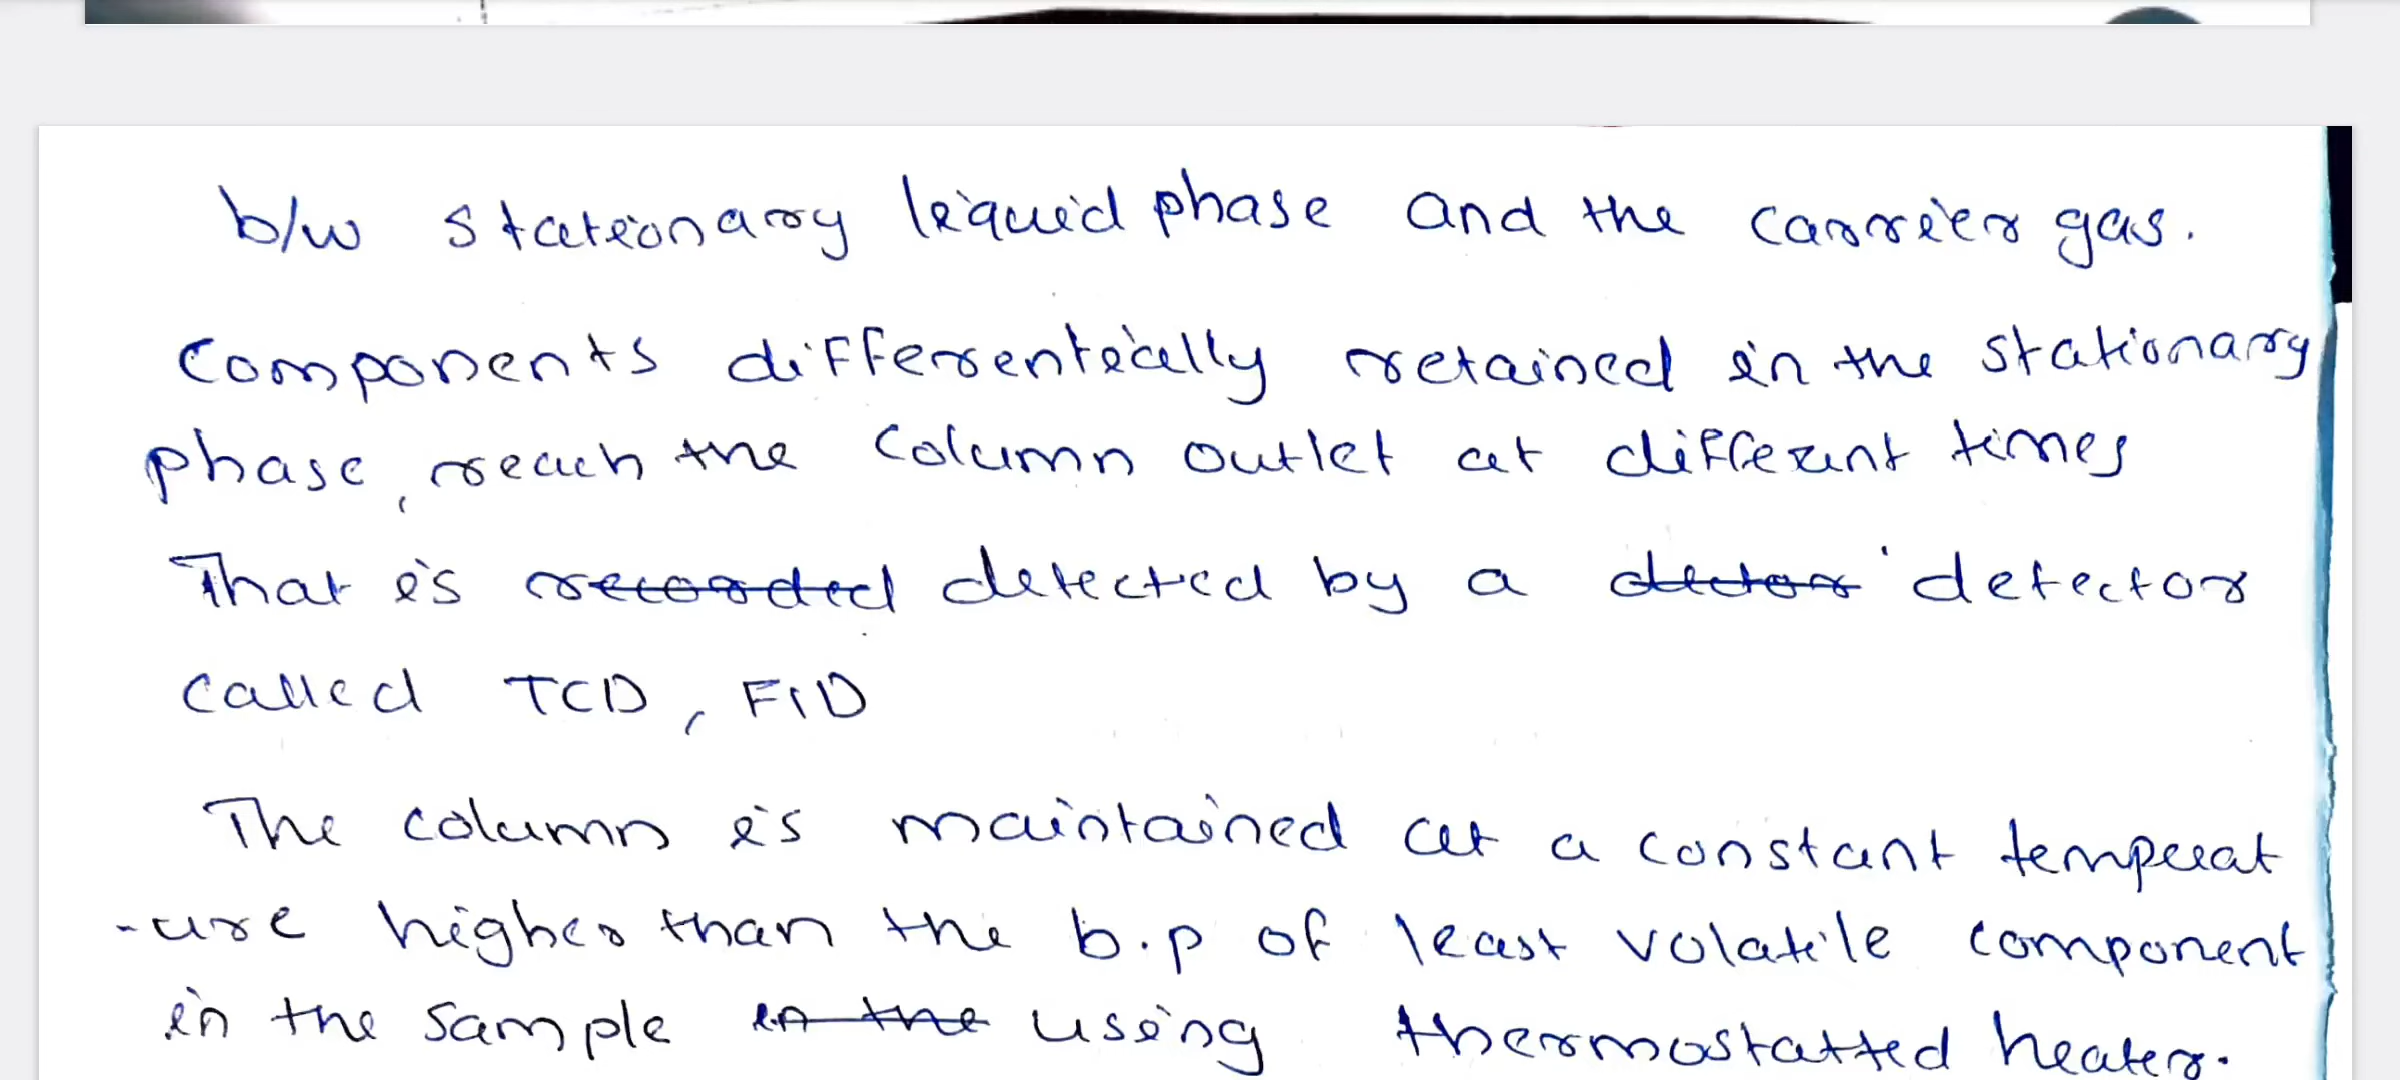 b/w stationary liquid phase and the carrier gas.
Components differentically retained in the stationary
phase, reach the column outlet at different times
That is recorded detected by a dector detector
called TCD, FID
The column is maintained at a constant temperat
-ure higher than the b.p of least volatile component
in the sample in the using thermostatted heater.